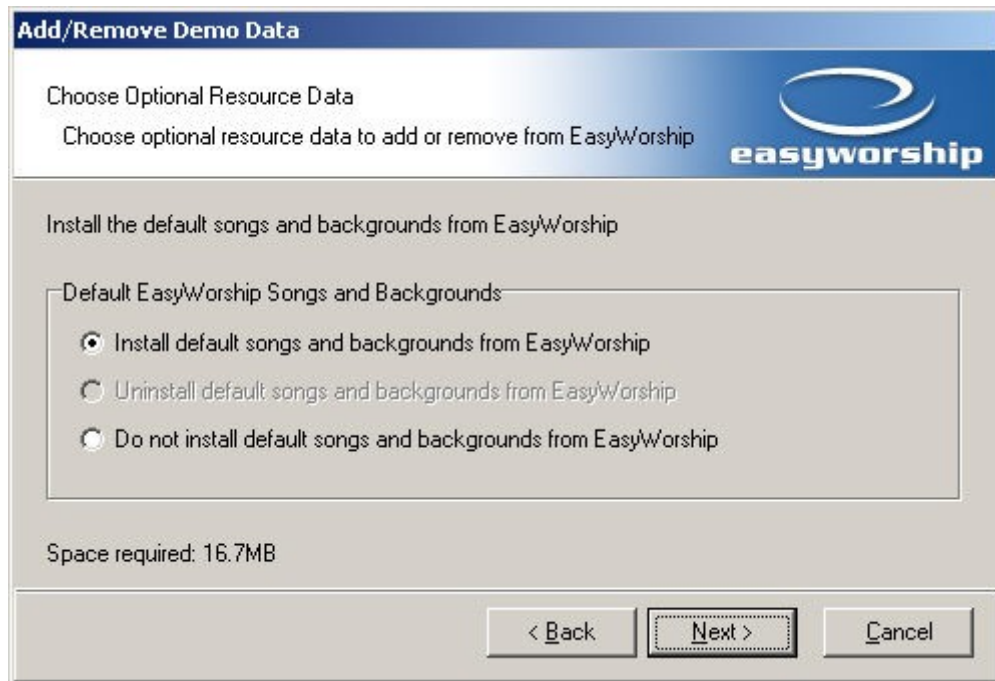 Add/Remove Demo Data
Choose Optional Resource Data
Choose optional resource data to add or remove from EasyWorship
easyworship
Install the default songs and backgrounds from EasyWorship
Default EasyWorship Songs and Backgrounds
Install default songs and backgrounds from EasyWorship
Uninstall default songs and backgrounds from EasyWorship
Do not install default songs and backgrounds from EasyWorship
Space required: 16.7MB
< Back Next > Cancel